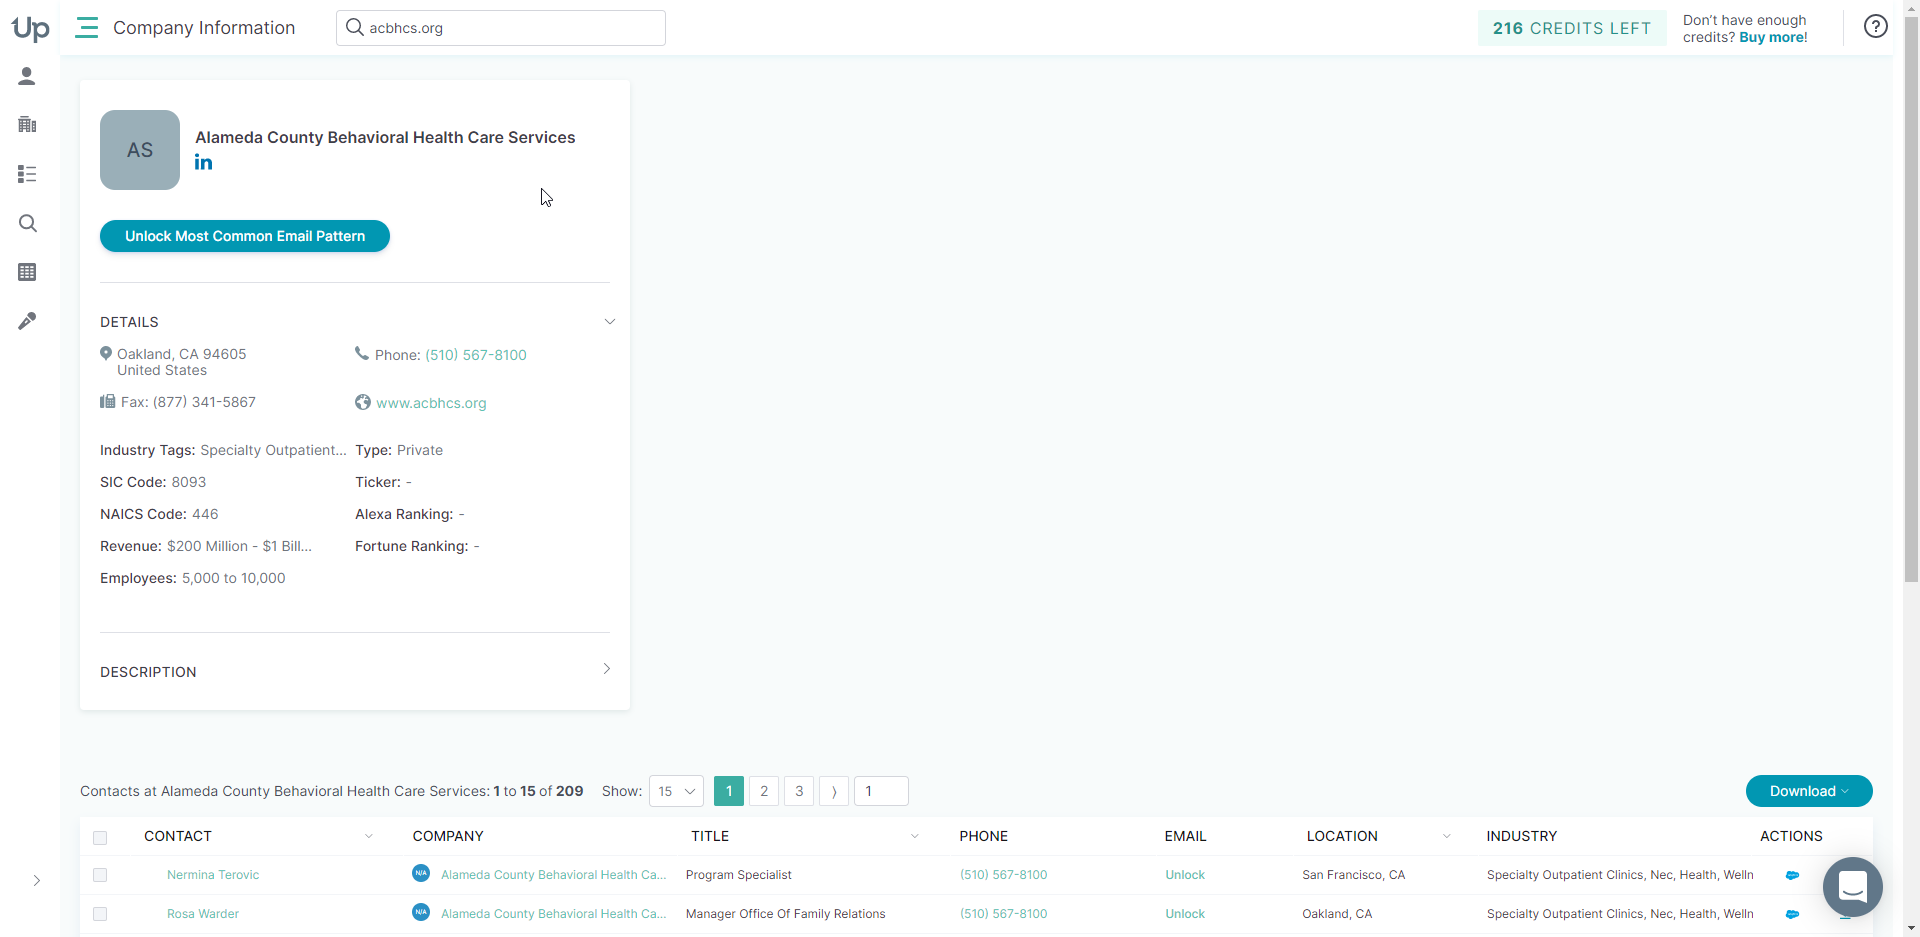 Up
Company Information
acbhcs.org
216 CREDITS LEFT
Don't have enough
credits? Buy more!
AS
Alameda County Behavioral Health Care Services
in
Unlock Most Common Email Pattern
DETAILS
Oakland, CA 94605
United States
Phone: (510) 567-8100
Fax: (877) 341-5867
www.acbhcs.org
Industry Tags: Specialty Outpatient...
Type: Private
SIC Code: 8093
Ticker: -
NAICS Code: 446
Alexa Ranking: -
Revenue: $200 Million - $1 Bill...
Fortune Ranking: -
Employees: 5,000 to 10,000
DESCRIPTION
Contacts at Alameda County Behavioral Health Care Services: 1 to 15 of 209 Show: 15 1 2 3 1
Download
CONTACT COMPANY TITLE PHONE EMAIL LOCATION INDUSTRY ACTIONS
Nermina Terovic N/A Alameda County Behavioral Health Ca... Program Specialist (510) 567-8100 Unlock San Francisco, CA Specialty Outpatient Clinics, Nec, Health, Welln
Rosa Warder N/A Alameda County Behavioral Health Ca... Manager Office Of Family Relations (510) 567-8100 Unlock Oakland, CA Specialty Outpatient Clinics, Nec, Health, Welln